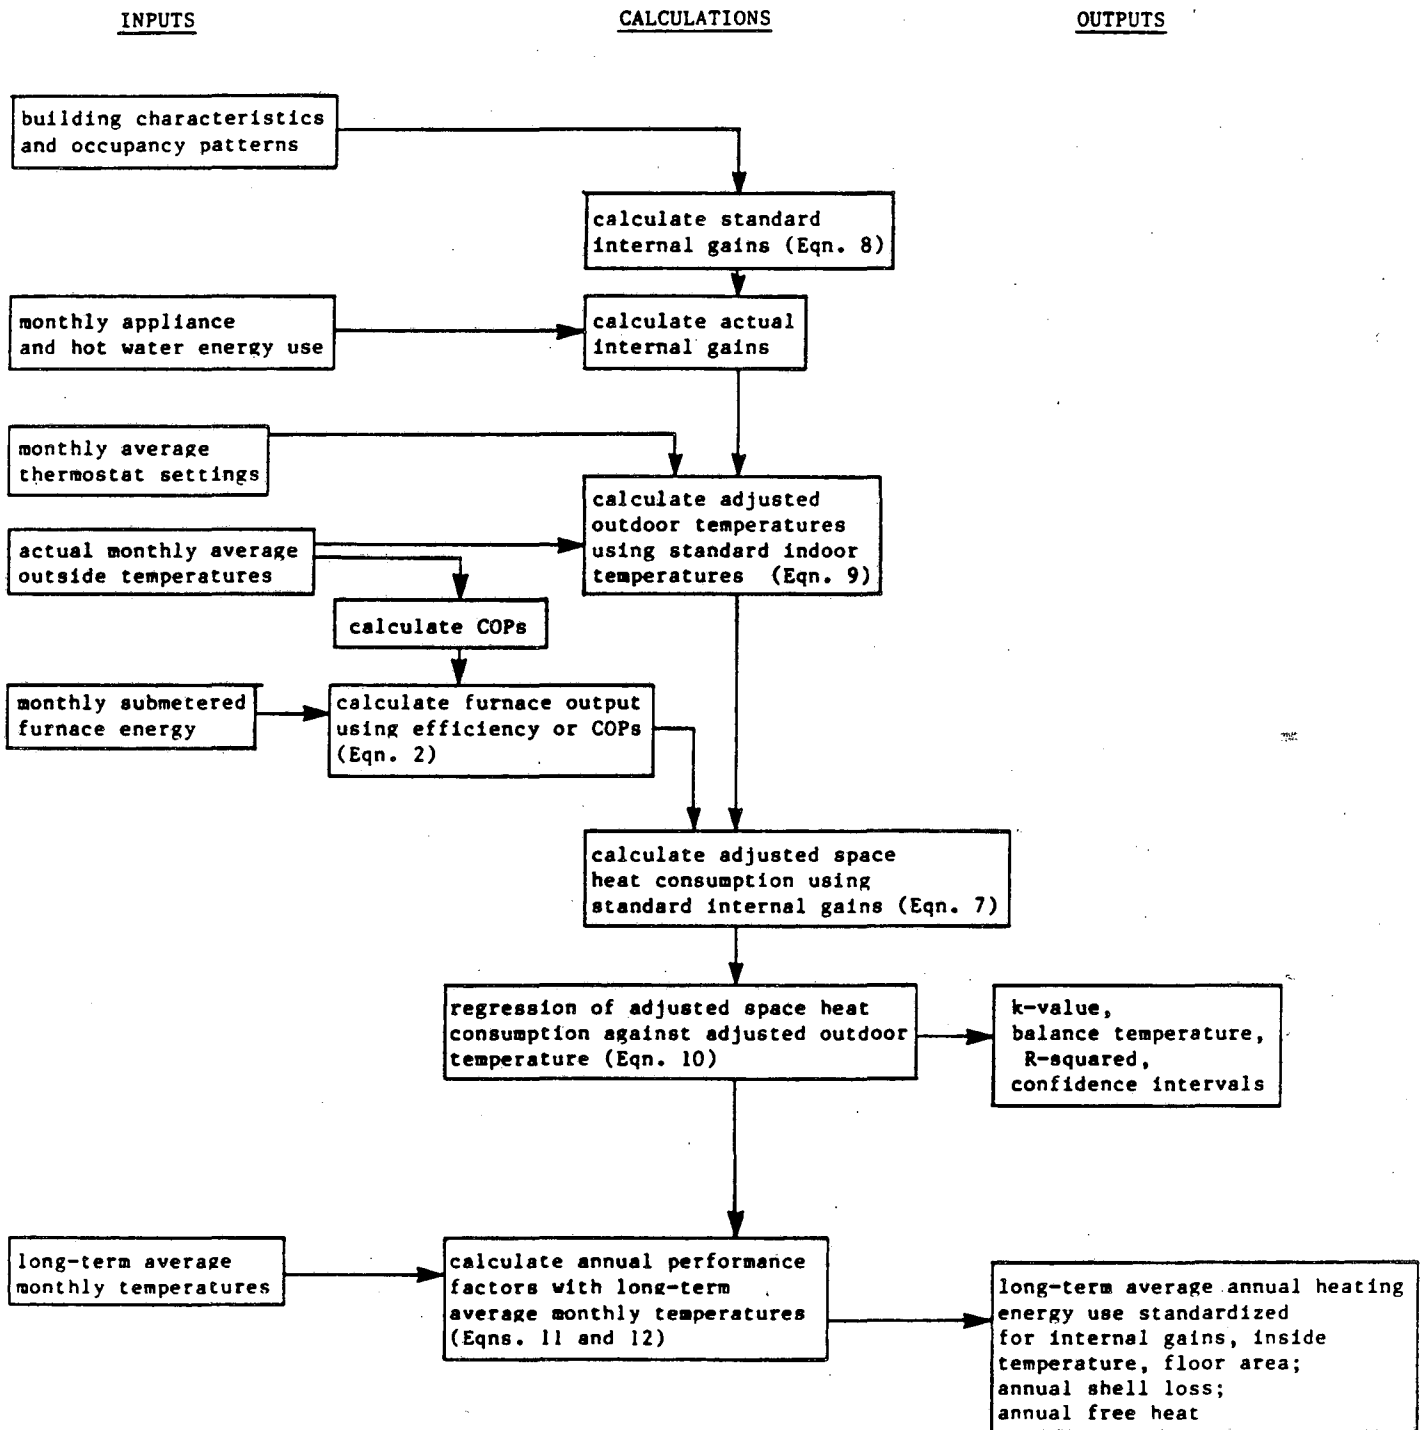 INPUTS
CALCULATIONS
OUTPUTS
building characteristics
and occupancy patterns
calculate standard
internal gains (Eqn. 8)
monthly appliance
and hot water energy use
calculate actual
internal gains
monthly average
thermostat settings
calculate adjusted
outdoor temperatures
using standard indoor
temperatures (Eqn. 9)
actual monthly average
outside temperatures
calculate COPs
monthly submetered
furnace energy
calculate furnace output
using efficiency or COPs
(Eqn. 2)
calculate adjusted space
heat consumption using
standard internal gains (Eqn. 7)
regression of adjusted space heat
consumption against adjusted outdoor
temperature (Eqn. 10)
k-value,
balance temperature,
R-squared,
confidence intervals
long-term average
monthly temperatures
calculate annual performance
factors with long-term
average monthly temperatures
(Eqns. 11 and 12)
long-term average annual heating
energy use standardized
for internal gains, inside
temperature, floor area;
annual shell loss;
annual free heat